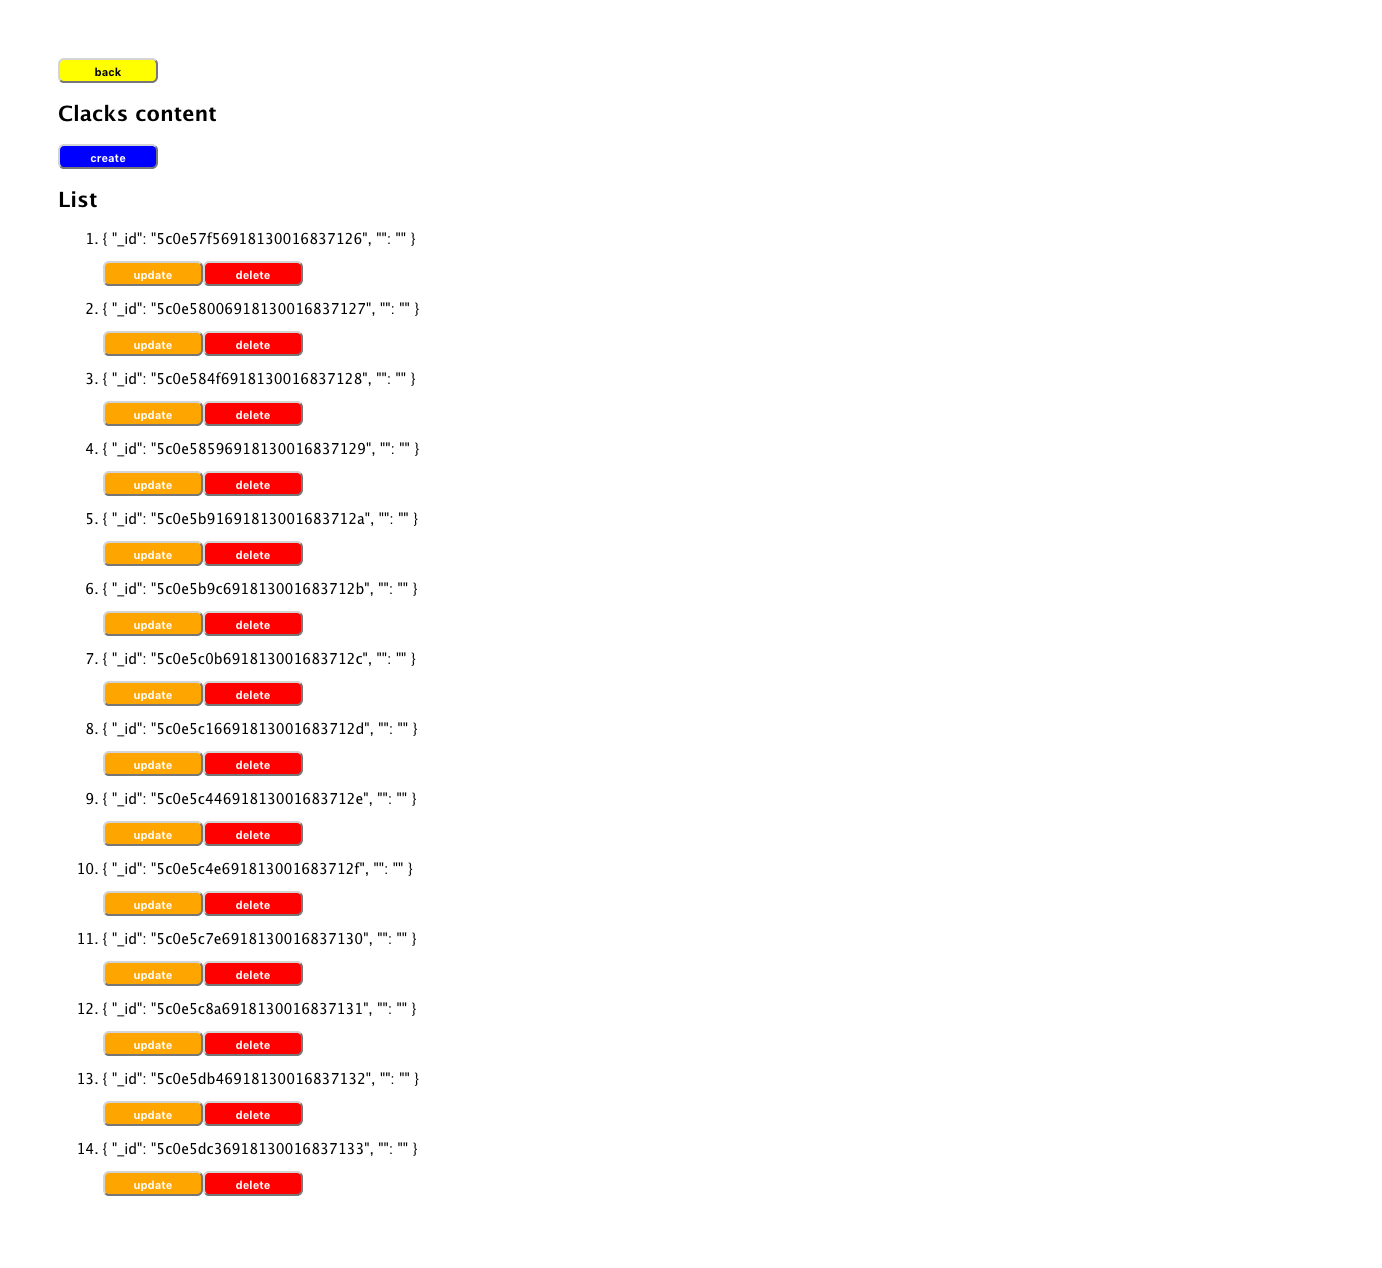 back
Clacks content
create
List
1. { "_id": "5c0e57f56918130016837126", "": "" }
update delete
2. { "_id": "5c0e58006918130016837127", "": "" }
update delete
3. { "_id": "5c0e584f6918130016837128", "": "" }
update delete
4. { "_id": "5c0e58596918130016837129", "": "" }
update delete
5. { "_id": "5c0e5b91691813001683712a", "": "" }
update delete
6. { "_id": "5c0e5b9c691813001683712b", "": "" }
update delete
7. { "_id": "5c0e5c0b691813001683712c", "": "" }
update delete
8. { "_id": "5c0e5c16691813001683712d", "": "" }
update delete
9. { "_id": "5c0e5c44691813001683712e", "": "" }
update delete
10. { "_id": "5c0e5c4e691813001683712f", "": "" }
update delete
11. { "_id": "5c0e5c7e6918130016837130", "": "" }
update delete
12. { "_id": "5c0e5c8a6918130016837131", "": "" }
update delete
13. { "_id": "5c0e5db46918130016837132", "": "" }
update delete
14. { "_id": "5c0e5dc36918130016837133", "": "" }
update delete